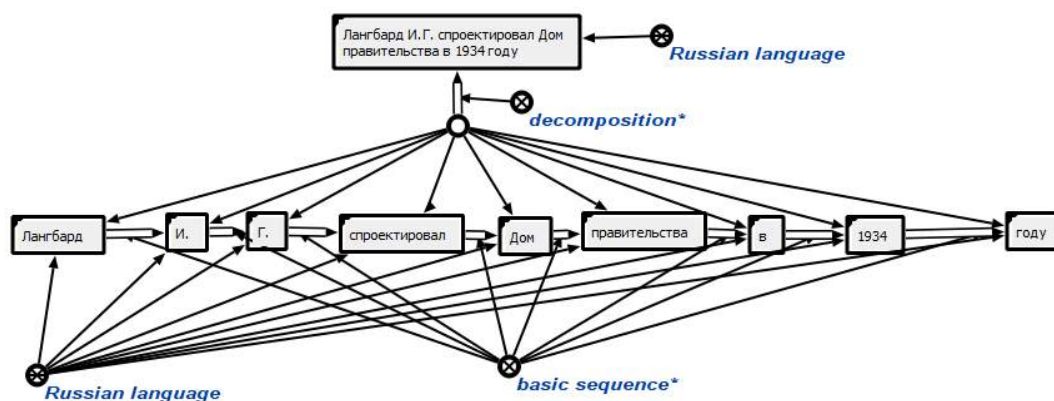 Лангбард И.Г. спроектировал Дом
правительства в 1934 году
Russian language
decomposition*
Лангбард
И.
Г.
спроектировал
Дом
правительства
в
1934
году
Russian language
basic sequence*